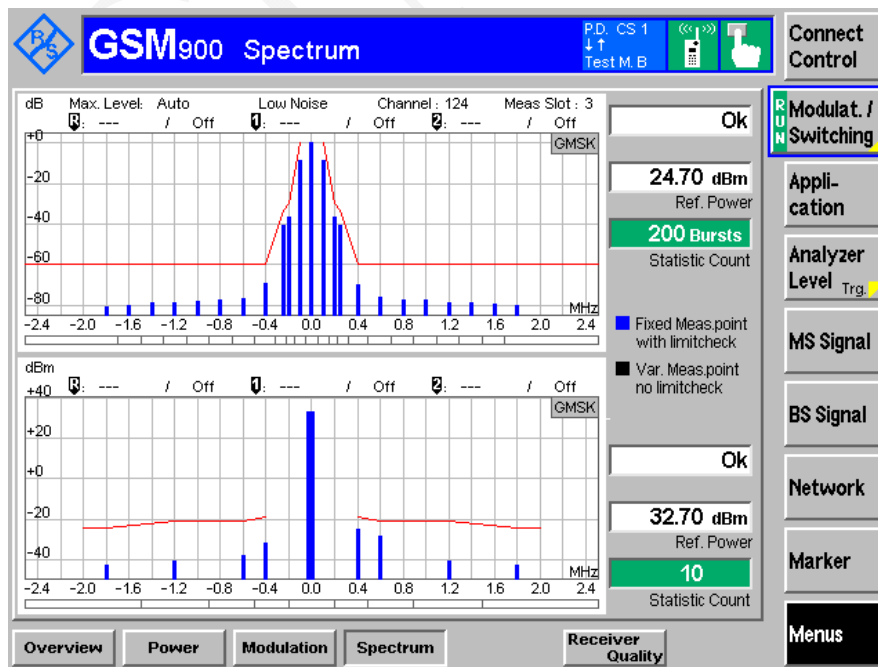 R/S
GSM900 Spectrum
P.D. CS 1
↓↑
Test M. B
Connect
Control
RUN
Modulat. /
Switching
Appli-
cation
Analyzer
Level Trg.
MS Signal
BS Signal
Network
Marker
Menus
dB Max. Level: Auto Low Noise Channel : 124 Meas Slot : 3
R: --- / Off 1: --- / Off 2: --- / Off
GMSK
+0
-20
-40
-60
-80
MHz
-2.4 -2.0 -1.6 -1.2 -0.8 -0.4 0.0 0.4 0.8 1.2 1.6 2.0 2.4
Ok
24.70 dBm
Ref. Power
200 Bursts
Statistic Count
Fixed Meas.point
with limitcheck
Var. Meas.point
no limitcheck
dBm
R: --- / Off 1: --- / Off 2: --- / Off
GMSK
+40
+20
+0
-20
-40
MHz
-2.4 -2.0 -1.6 -1.2 -0.8 -0.4 0.0 0.4 0.8 1.2 1.6 2.0 2.4
Ok
32.70 dBm
Ref. Power
10
Statistic Count
Overview Power Modulation Spectrum Receiver
Quality